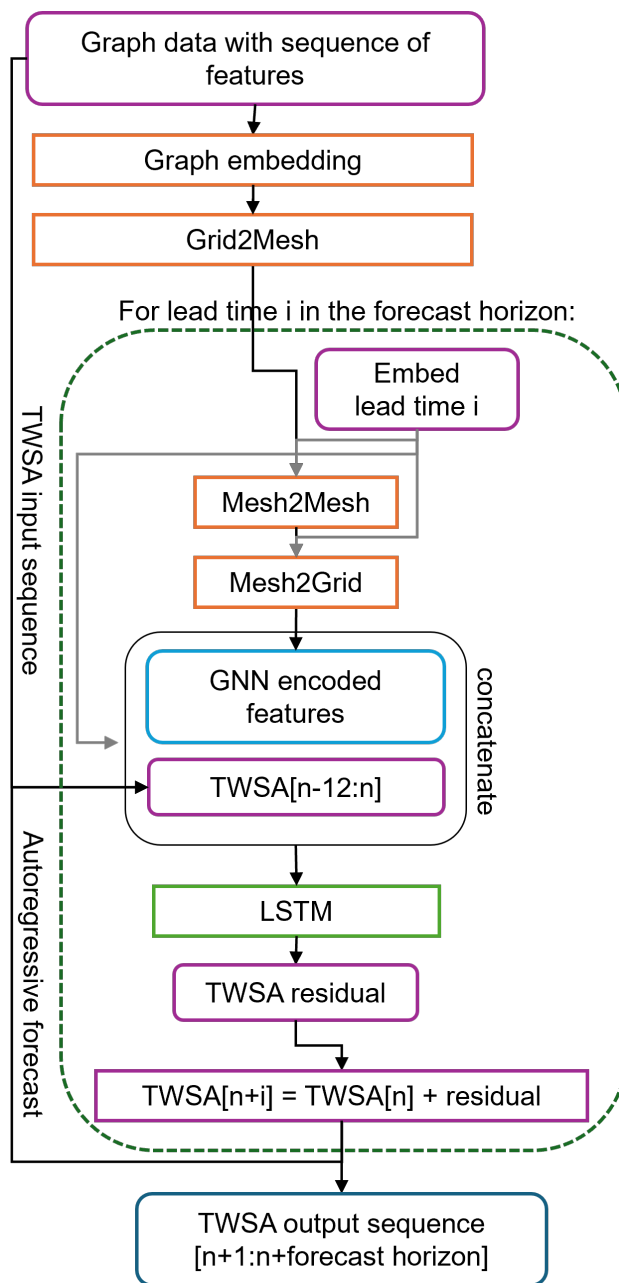 Graph data with sequence of
features
Graph embedding
Grid2Mesh
For lead time i in the forecast horizon:
Embed
lead time i
TWSA input sequence
Mesh2Mesh
Mesh2Grid
GNN encoded
features
concatenate
TWSA[n-12:n]
Autoregressive forecast
LSTM
TWSA residual
TWSA[n+i] = TWSA[n] + residual
TWSA output sequence
[n+1:n+forecast horizon]